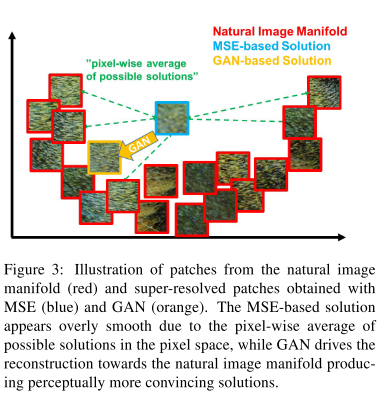 Natural Image Manifold
MSE-based Solution
GAN-based Solution
"pixel-wise average
of possible solutions"
GAN
Figure 3: Illustration of patches from the natural image
manifold (red) and super-resolved patches obtained with
MSE (blue) and GAN (orange). The MSE-based solution
appears overly smooth due to the pixel-wise average of
possible solutions in the pixel space, while GAN drives the
reconstruction towards the natural image manifold produc-
ing perceptually more convincing solutions.